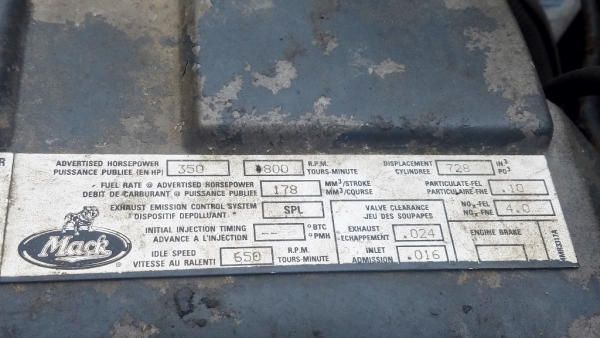 ADVERTISED HORSEPOWER 350 1800 R.P.M. DISPLACEMENT 728 IN³
PUISSANCE PUBLIÉE (EN HP) TOURS-MINUTE CYLINDREE PO³
FUEL RATE @ ADVERTISED HORSEPOWER 178 MM³/STROKE PARTICULATE-FEL .10
DEBIT DE CARBURANT @ PUISSANCE PUBLIÉE MM³/COURSE PARTICULAIRE-FNE
EXHAUST EMISSION CONTROL SYSTEM SPL VALVE CLEARANCE NOx-FEL 4.0
"DISPOSITIF DEPOLLUANT" JEU DES SOUPAPES NOx-FNE
INITIAL INJECTION TIMING -- °BTC EXHAUST .024 ENGINE BRAKE
AVANCE A L'INJECTION °PMH ECHAPPEMENT
IDLE SPEED 650 R.P.M. INLET .016
VITESSE AU RALENTI TOURS-MINUTE ADMISSION
Mack